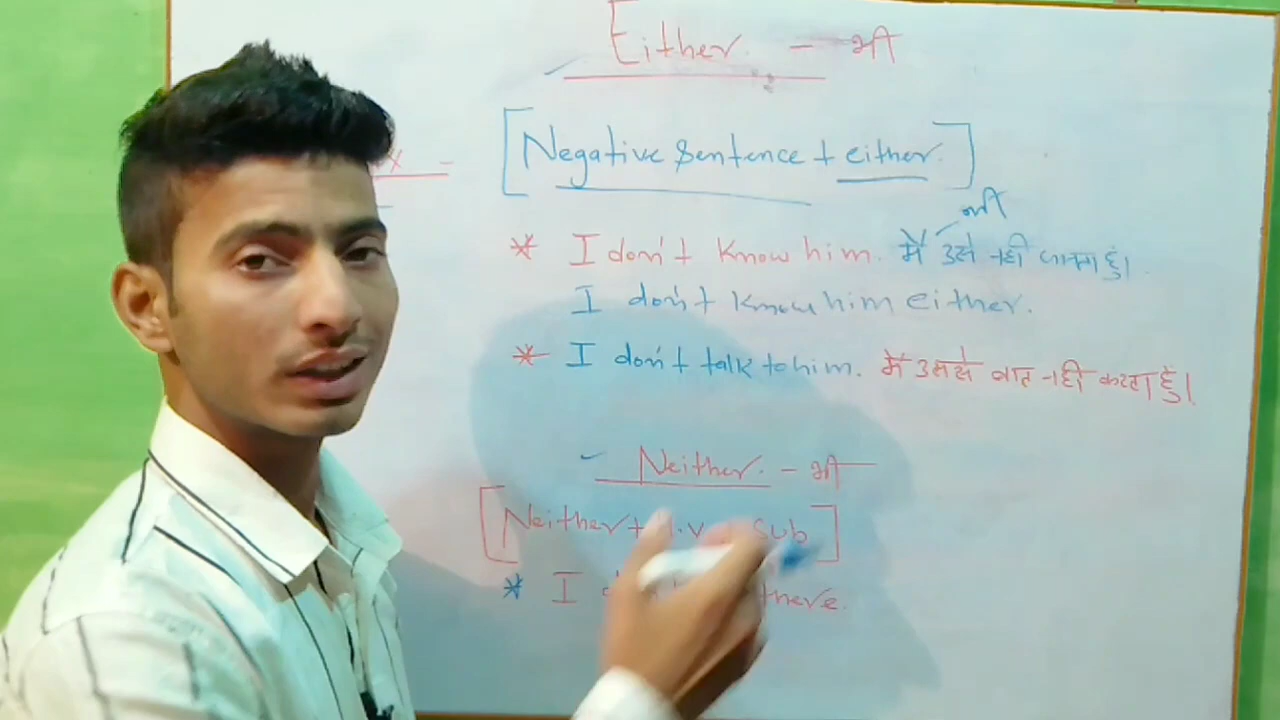 Either. - भी
[Negative Sentence + either.]
भी
* I don't know him. मैं उसे नहीं जानता हूं।
I don't know him either.
* I don't talk to him. मैं उससे बात नहीं करता हूं।
Neither. - भी
[Neither + Sub]
* I there.